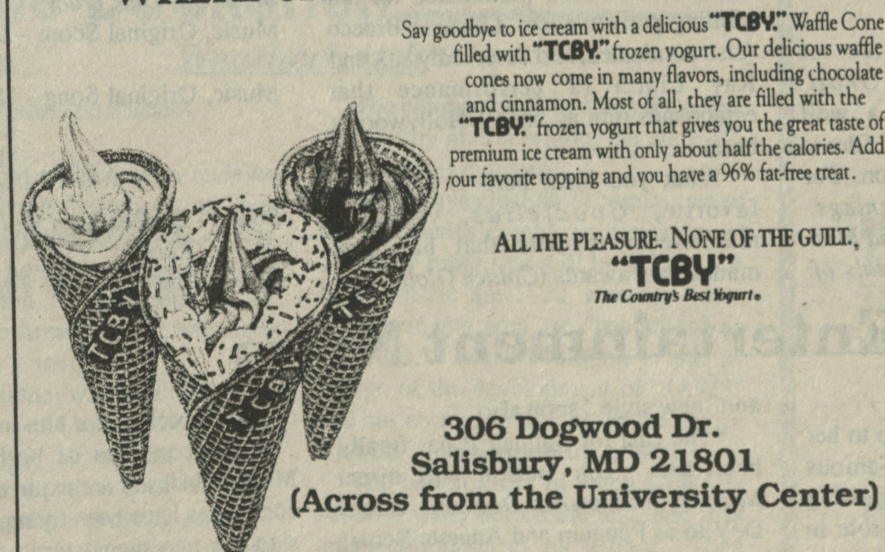 Say goodbye to ice cream with a delicious "TCBY." Waffle Cone
filled with "TCBY." frozen yogurt. Our delicious waffle
cones now come in many flavors, including chocolate
and cinnamon. Most of all, they are filled with the
"TCBY." frozen yogurt that gives you the great taste of
premium ice cream with only about half the calories. Add
your favorite topping and you have a 96% fat-free treat.
ALL THE PLEASURE. NONE OF THE GUILT.
"TCBY"
The Country's Best Yogurt®
TCBY
TCBY
TCBY
306 Dogwood Dr.
Salisbury, MD 21801
(Across from the University Center)